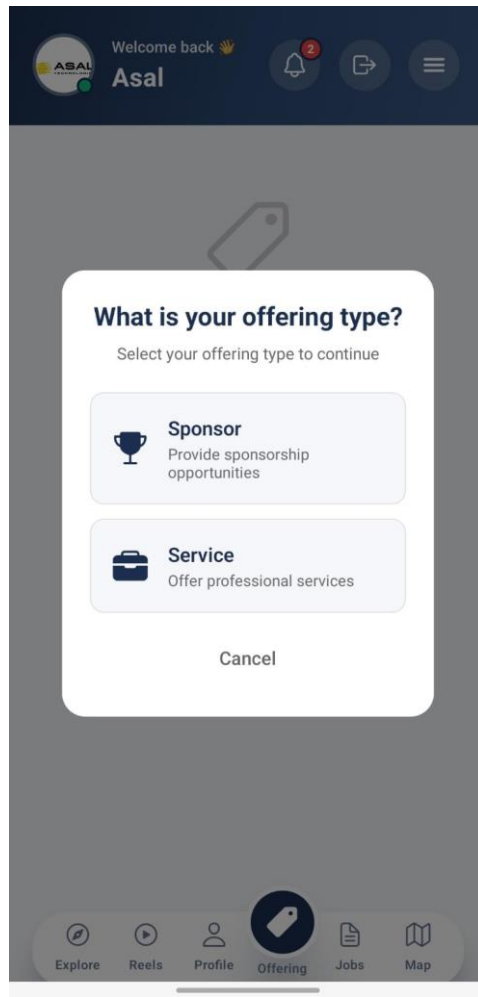 ASAL
Welcome back 👋
Asal
2
What is your offering type?
Select your offering type to continue
Sponsor
Provide sponsorship
opportunities
Service
Offer professional services
Cancel
Explore
Reels
Profile
Offering
Jobs
Map